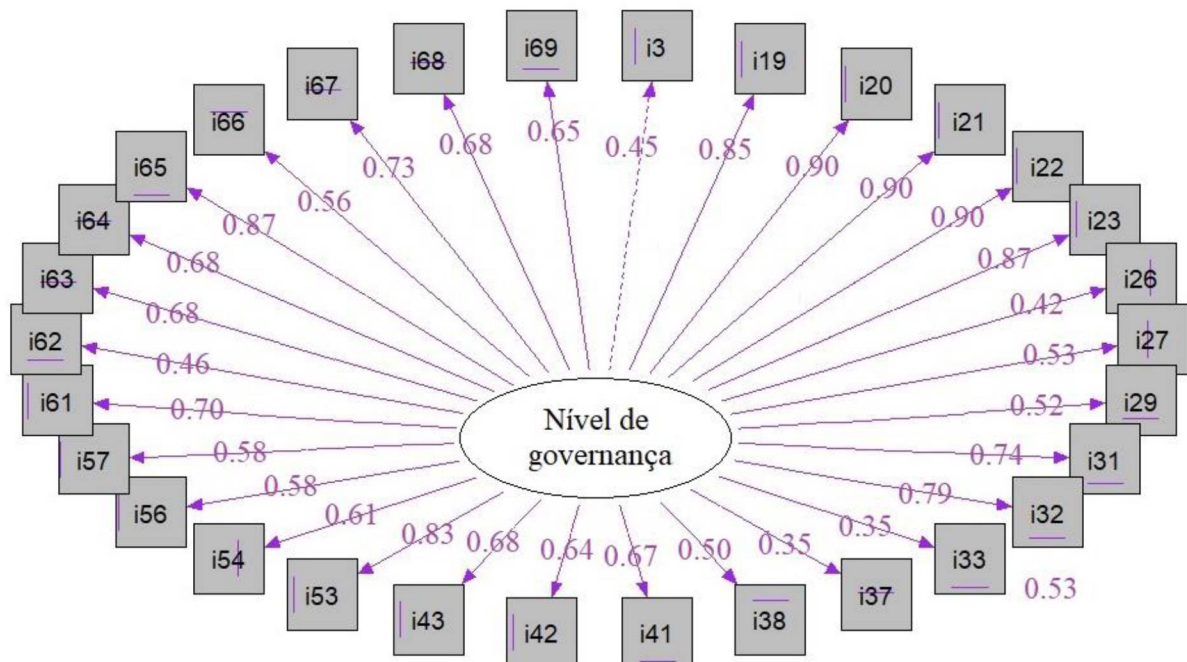 i69
i3
i19
i68
i20
i67
i21
i66
i22
i65
i23
i64
i26
i63
i27
i62
i29
i61
i31
i57
i32
i56
i33
i54
i37
i53
i38
i43
i41
i42
0.65
0.45
0.85
0.68
0.90
0.73
0.90
0.56
0.90
0.87
0.87
0.68
0.42
0.68
0.53
0.46
0.52
0.70
0.74
0.58
0.79
0.58
0.35
0.61
0.35
0.83
0.50
0.68
0.67
0.64
0.53
Nível de
governança